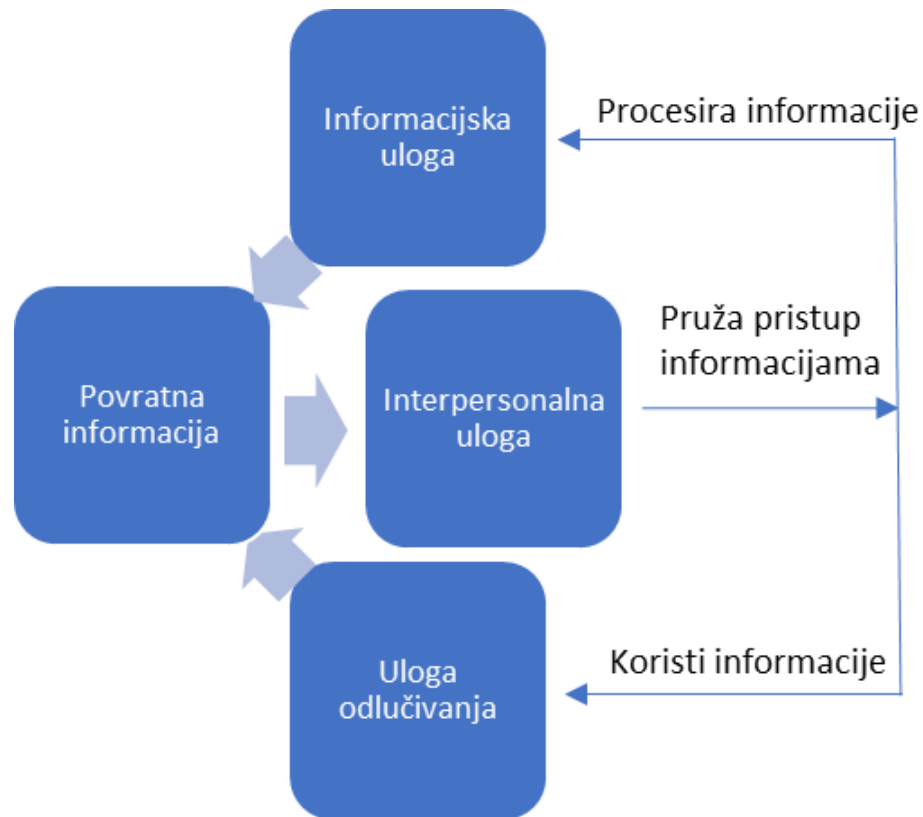 Informacijska
uloga
Procesira informacije
Povratna
informacija
Interpersonalna
uloga
Pruža pristup
informacijama
Uloga
odlučivanja
Koristi informacije